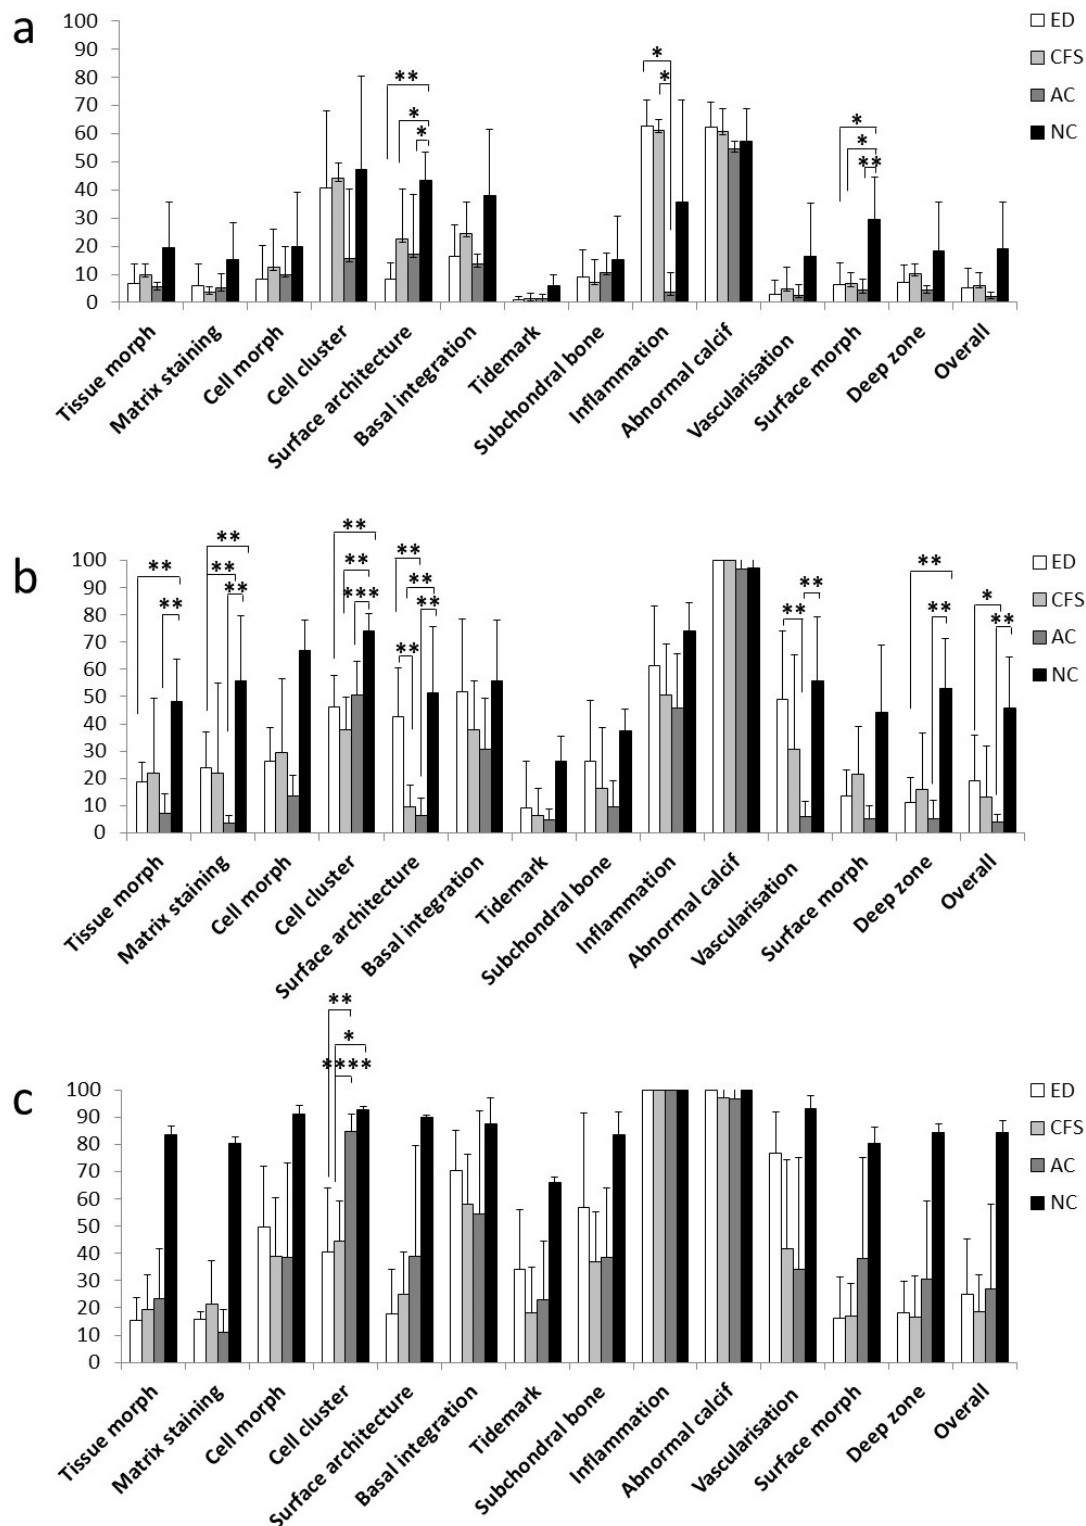 a
100
90
80
70
60
50
40
30
20
10
0
** * * * * * * **
ED
CFS
AC
NC
Tissue morph
Matrix staining
Cell morph
Cell cluster
Surface architecture
Basal integration
Tidemark
Subchondral bone
Inflammation
Abnormal calcif
Vascularisation
Surface morph
Deep zone
Overall
b
100
90
80
70
60
50
40
30
20
10
0
** ** ** ** ** ** ** *** ** ** ** ** ** ** ** ** * **
ED
CFS
AC
NC
Tissue morph
Matrix staining
Cell morph
Cell cluster
Surface architecture
Basal integration
Tidemark
Subchondral bone
Inflammation
Abnormal calcif
Vascularisation
Surface morph
Deep zone
Overall
c
100
90
80
70
60
50
40
30
20
10
0
**
*
****
ED
CFS
AC
NC
Tissue morph
Matrix staining
Cell morph
Cell cluster
Surface architecture
Basal integration
Tidemark
Subchondral bone
Inflammation
Abnormal calcif
Vascularisation
Surface morph
Deep zone
Overall